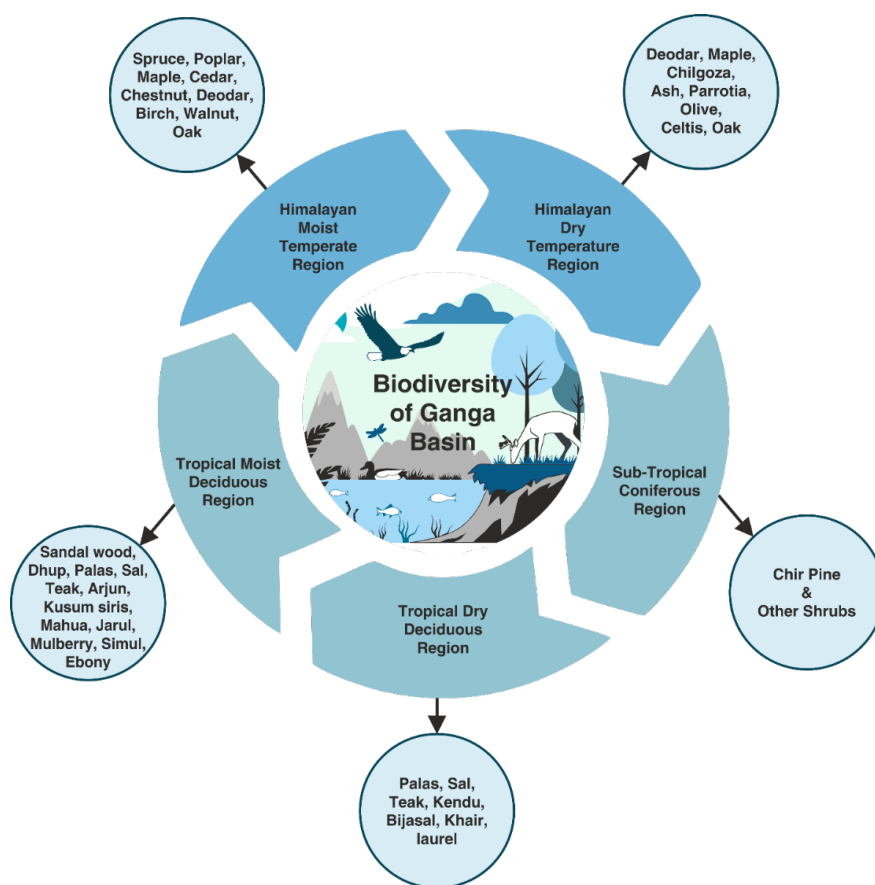 Spruce, Poplar,
Maple, Cedar,
Chestnut, Deodar,
Birch, Walnut,
Oak
Deodar, Maple,
Chilgoza,
Ash, Parrotia,
Olive,
Celtis, Oak
Himalayan
Moist
Temperate
Region
Himalayan
Dry
Temperature
Region
Biodiversity
of Ganga
Basin
Tropical Moist
Deciduous
Region
Sub-Tropical
Coniferous
Region
Sandal wood,
Dhup, Palas, Sal,
Teak, Arjun,
Kusum siris,
Mahua, Jarul,
Mulberry, Simul,
Ebony
Tropical Dry
Deciduous
Region
Chir Pine
&
Other Shrubs
Palas, Sal,
Teak, Kendu,
Bijasal, Khair,
laurel